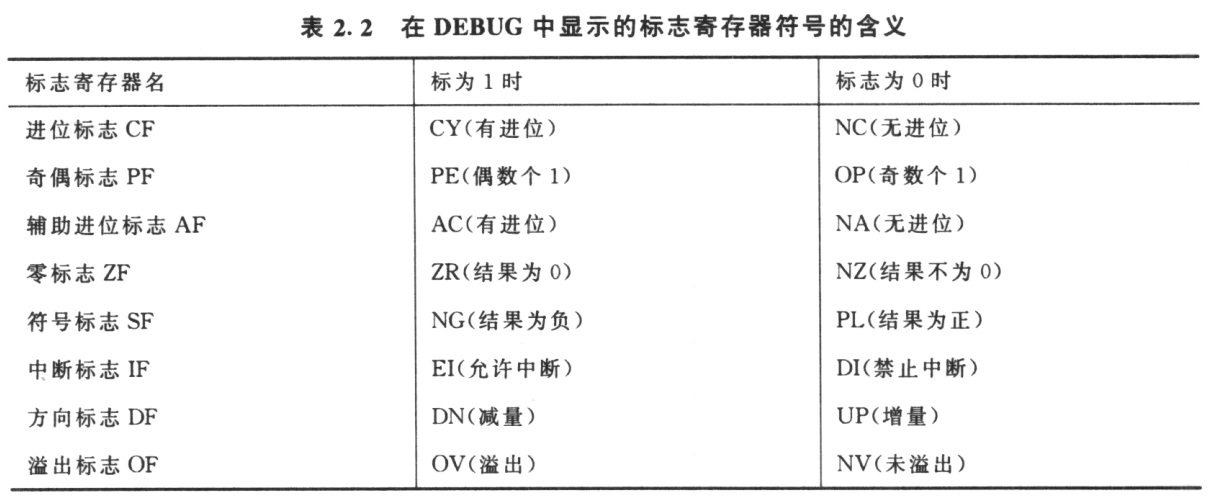 表 2.2 在 DEBUG 中显示的标志寄存器符号的含义
标志寄存器名 标为 1 时 标志为 0 时
进位标志 CF CY(有进位) NC(无进位)
奇偶标志 PF PE(偶数个 1) OP(奇数个 1)
辅助进位标志 AF AC(有进位) NA(无进位)
零标志 ZF ZR(结果为 0) NZ(结果不为 0)
符号标志 SF NG(结果为负) PL(结果为正)
中断标志 IF EI(允许中断) DI(禁止中断)
方向标志 DF DN(减量) UP(增量)
溢出标志 OF OV(溢出) NV(未溢出)